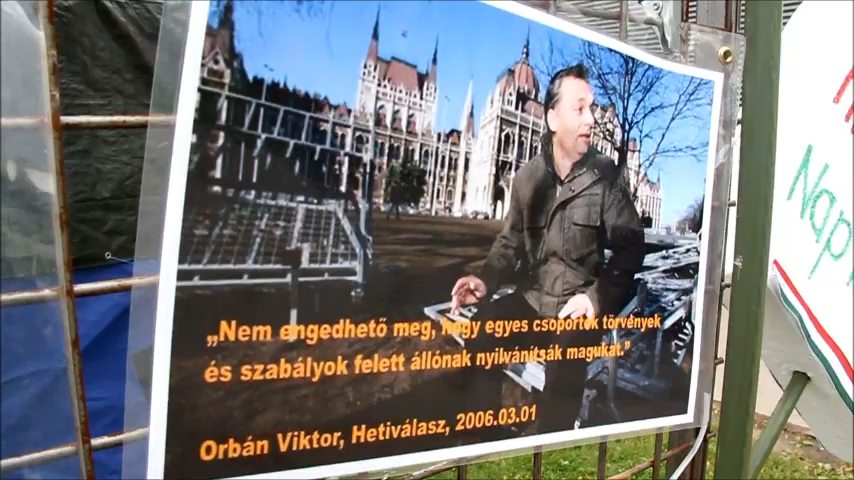 „Nem engedhető meg, hogy egyes csoportok törvények
és szabályok felett állónak nyilvánítsák magukat."
Orbán Viktor, Hetiválasz, 2006.03.01
Nap